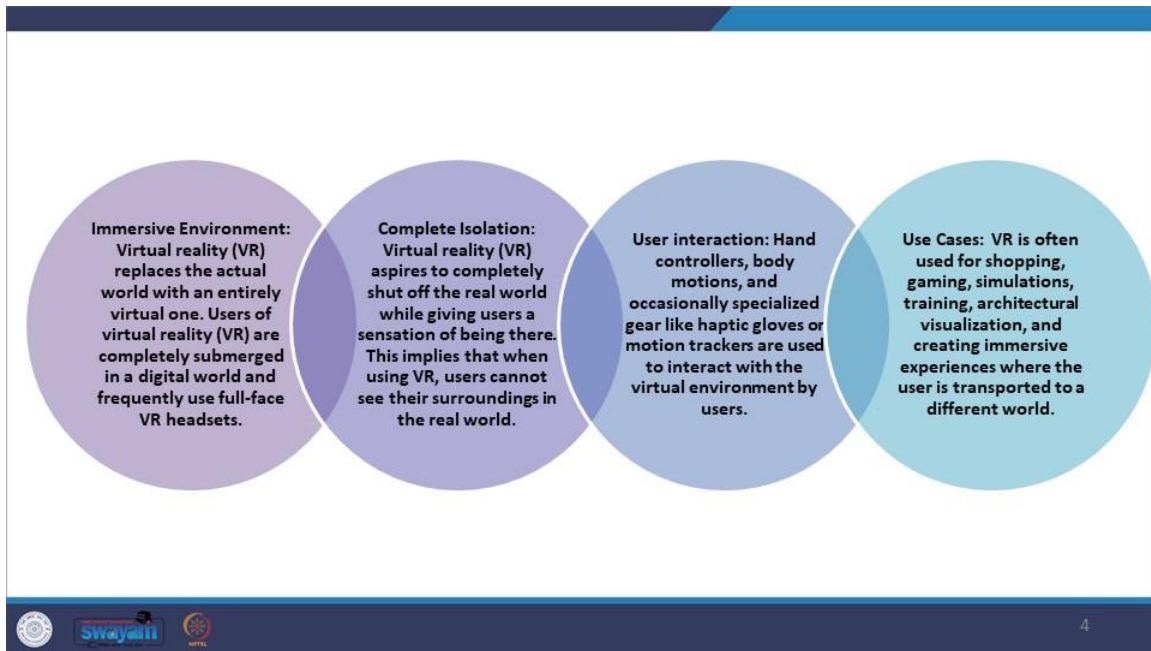 Immersive Environment:
Virtual reality (VR)
replaces the actual
world with an entirely
virtual one. Users of
virtual reality (VR) are
completely submerged
in a digital world and
frequently use full-face
VR headsets.
Complete Isolation:
Virtual reality (VR)
aspires to completely
shut off the real world
while giving users a
sensation of being there.
This implies that when
using VR, users cannot
see their surroundings in
the real world.
User interaction: Hand
controllers, body
motions, and
occasionally specialized
gear like haptic gloves or
motion trackers are used
to interact with the
virtual environment by
users.
Use Cases: VR is often
used for shopping,
gaming, simulations,
training, architectural
visualization, and
creating immersive
experiences where the
user is transported to a
different world.
swayam
NPTEL
4